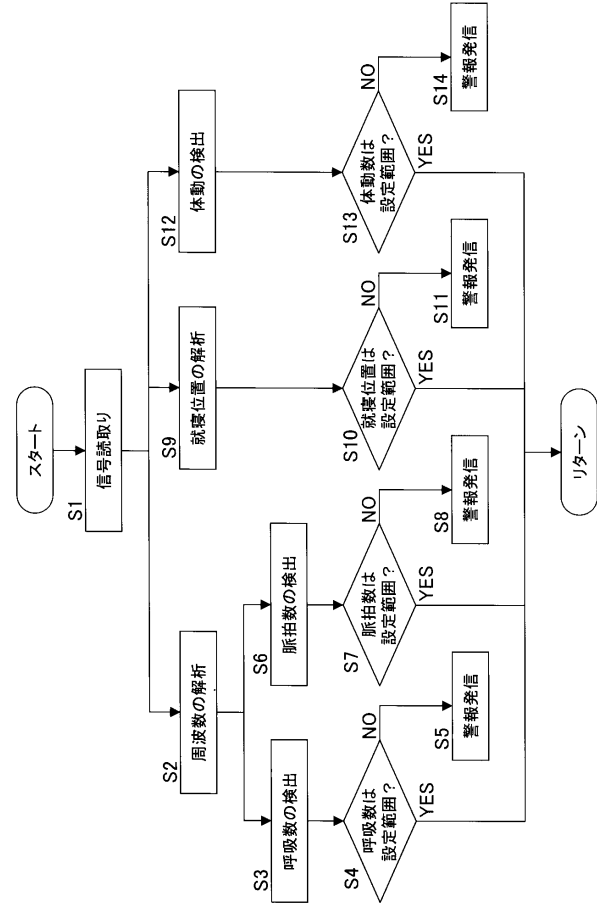 スタート
S1
信号読取り
S2
周波数の解析
S9
就寝位置の解析
S12
体動の検出
S3
呼吸数の検出
S6
脈拍数の検出
S4
呼吸数は
設定範囲?
NO
YES
S5
警報発信
S7
脈拍数は
設定範囲?
NO
YES
S8
警報発信
S10
就寝位置は
設定範囲?
NO
YES
S11
警報発信
S13
体動数は
設定範囲?
NO
YES
S14
警報発信
リターン